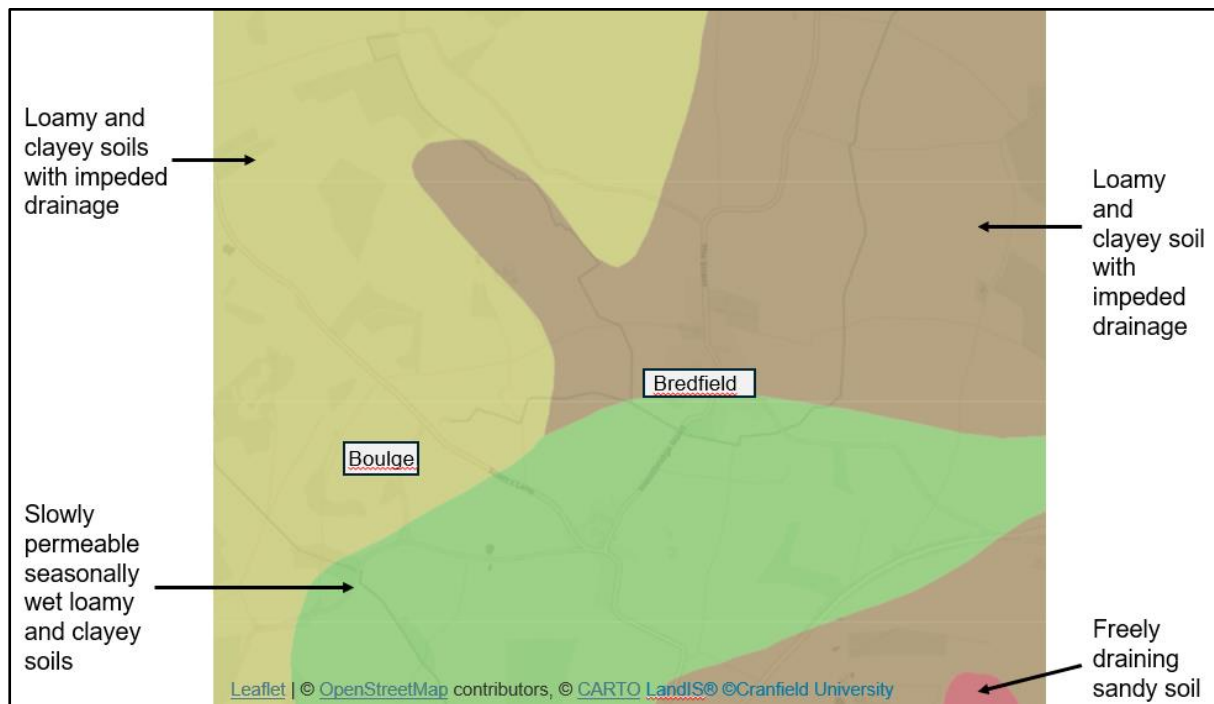 Loamy and
clayey soils
with impeded
drainage
Loamy
and
clayey soil
with
impeded
drainage
Bredfield
Boulge
Slowly
permeable
seasonally
wet loamy
and clayey
soils
Freely
draining
sandy soil
Leaflet | © OpenStreetMap contributors, © CARTO LandIS® ©Cranfield University